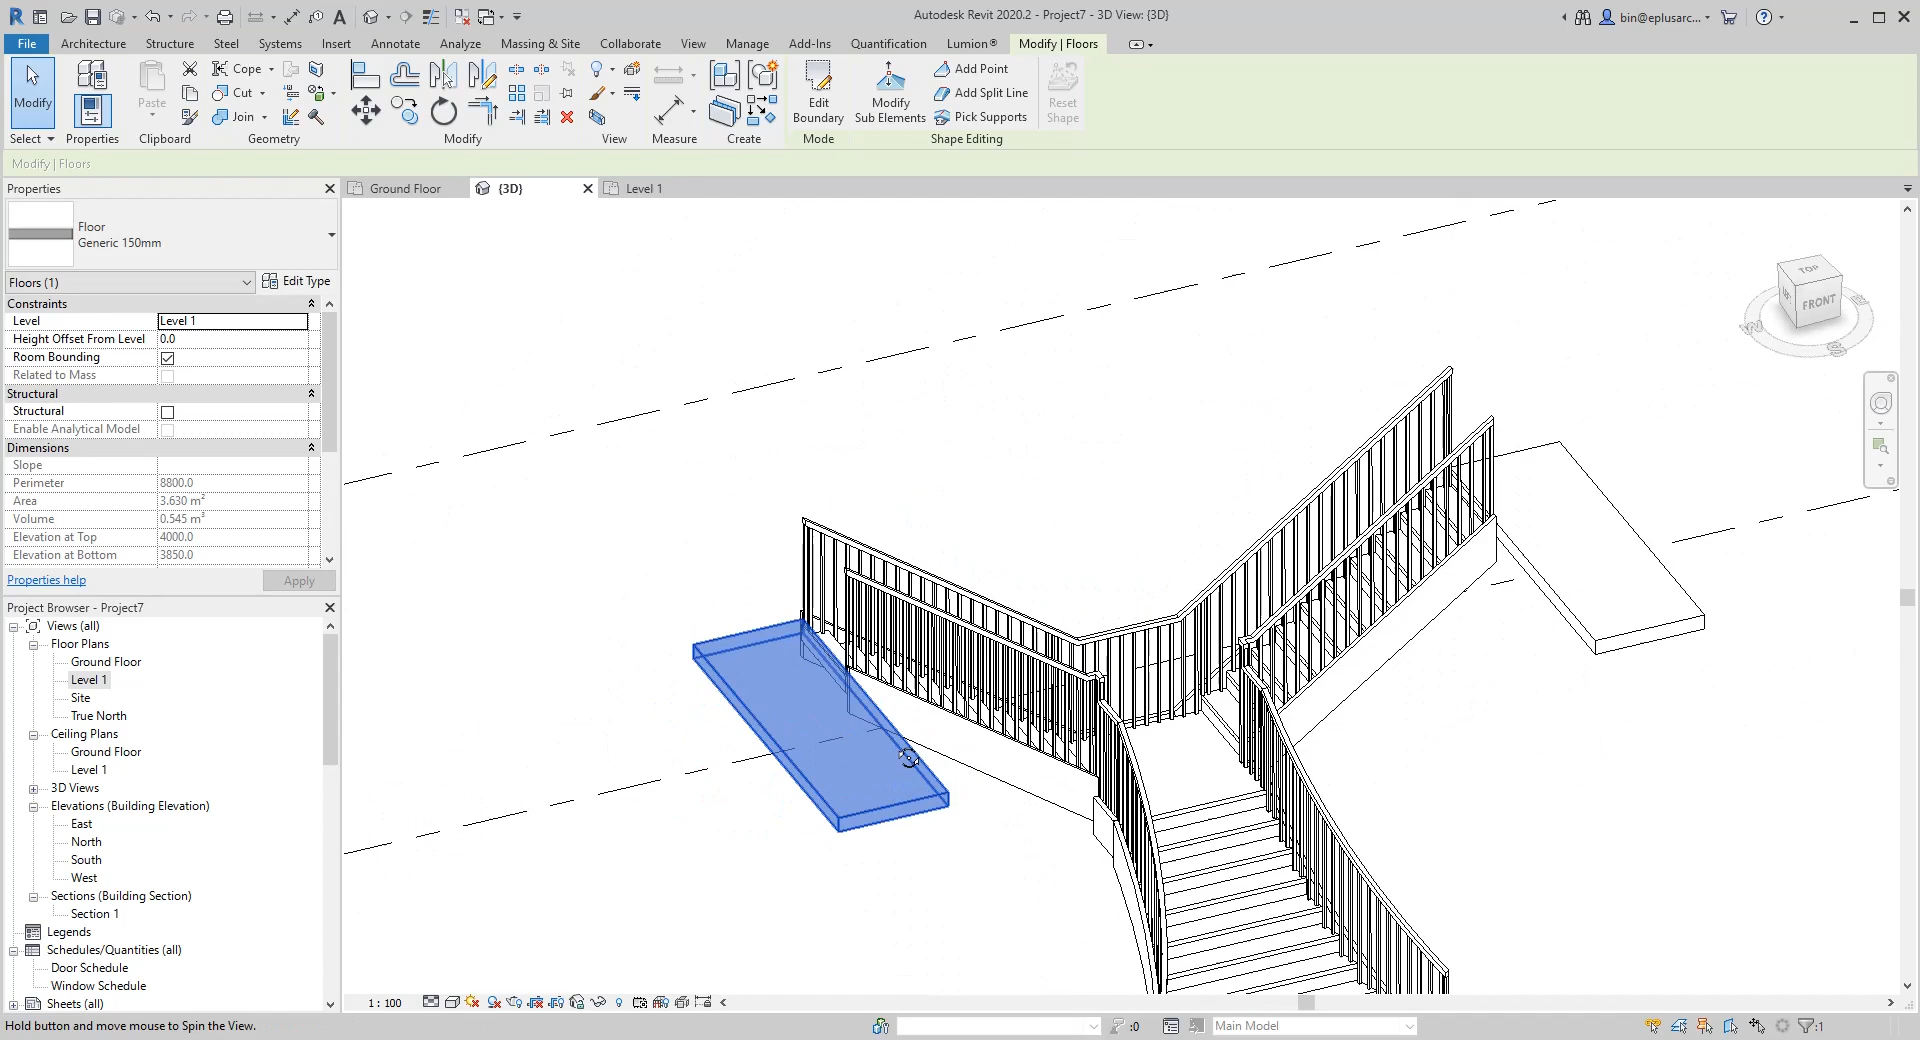 Autodesk Revit 2020.2 - Project7 - 3D View: {3D}
bin@eplusarc...
File
Architecture
Structure
Steel
Systems
Insert
Annotate
Analyze
Massing & Site
Collaborate
View
Manage
Add-Ins
Quantification
Lumion®
Modify | Floors
Modify
Select
Properties
Paste
Clipboard
Cope
Cut
Join
Geometry
Modify
View
Measure
Create
Edit
Boundary
Mode
Modify
Sub Elements
Add Point
Add Split Line
Pick Supports
Shape Editing
Reset
Shape
Modify | Floors
Properties
Floor
Generic 150mm
Floors (1)
Edit Type
Constraints
Level Level 1
Height Offset From Level 0.0
Room Bounding
Related to Mass
Structural
Structural
Enable Analytical Model
Dimensions
Slope
Perimeter 8800.0
Area 3.630 m²
Volume 0.545 m³
Elevation at Top 4000.0
Elevation at Bottom 3850.0
Properties help
Apply
Project Browser - Project7
Views (all)
Floor Plans
Ground Floor
Level 1
Site
True North
Ceiling Plans
Ground Floor
Level 1
3D Views
Elevations (Building Elevation)
East
North
South
West
Sections (Building Section)
Section 1
Legends
Schedules/Quantities (all)
Door Schedule
Window Schedule
Sheets (all)
Ground Floor
{3D}
Level 1
TOP
FRONT
S
1 : 100
Hold button and move mouse to Spin the View.
:0
Main Model
:1